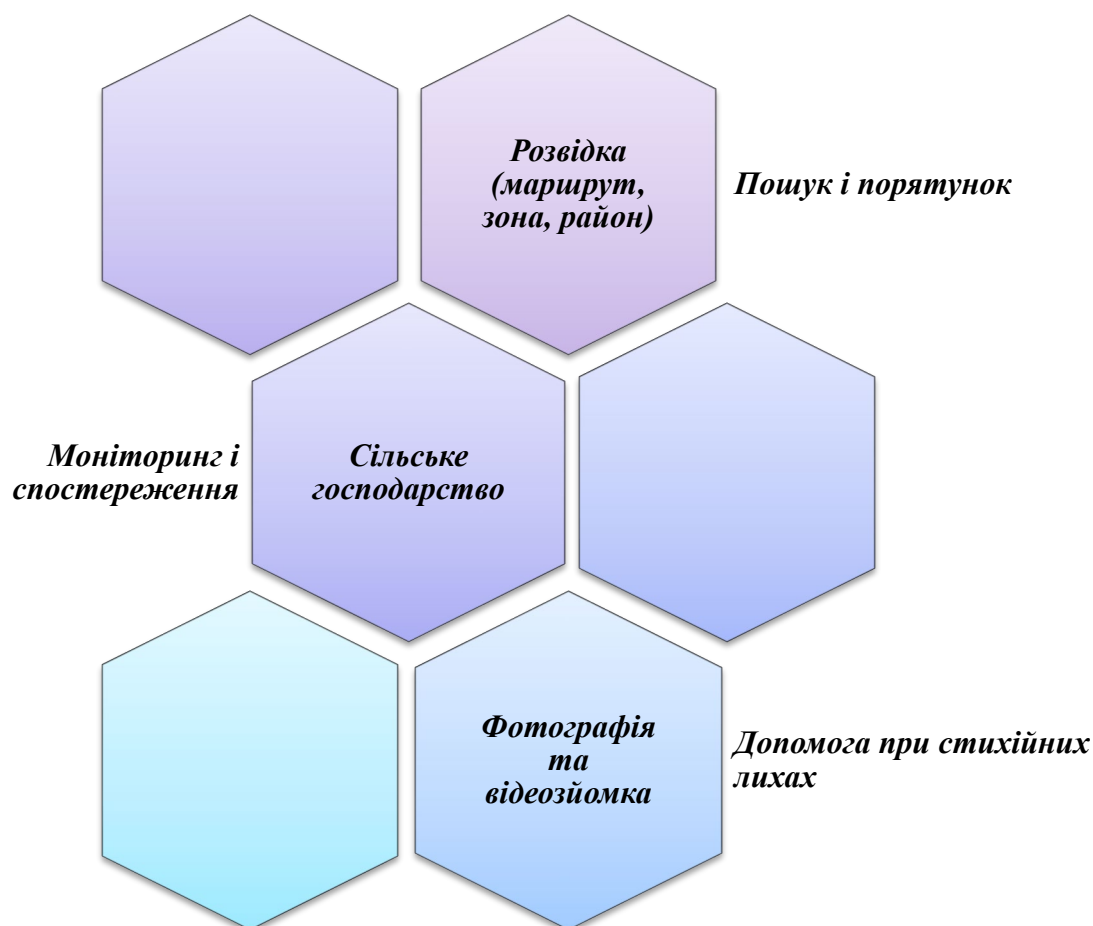 Розвідка
(маршрут,
зона, район)
Пошук і порятунок
Моніторинг і
спостереження
Сільське
господарство
Фотографія
та
відеозйомка
Допомога при стихійних
лихах